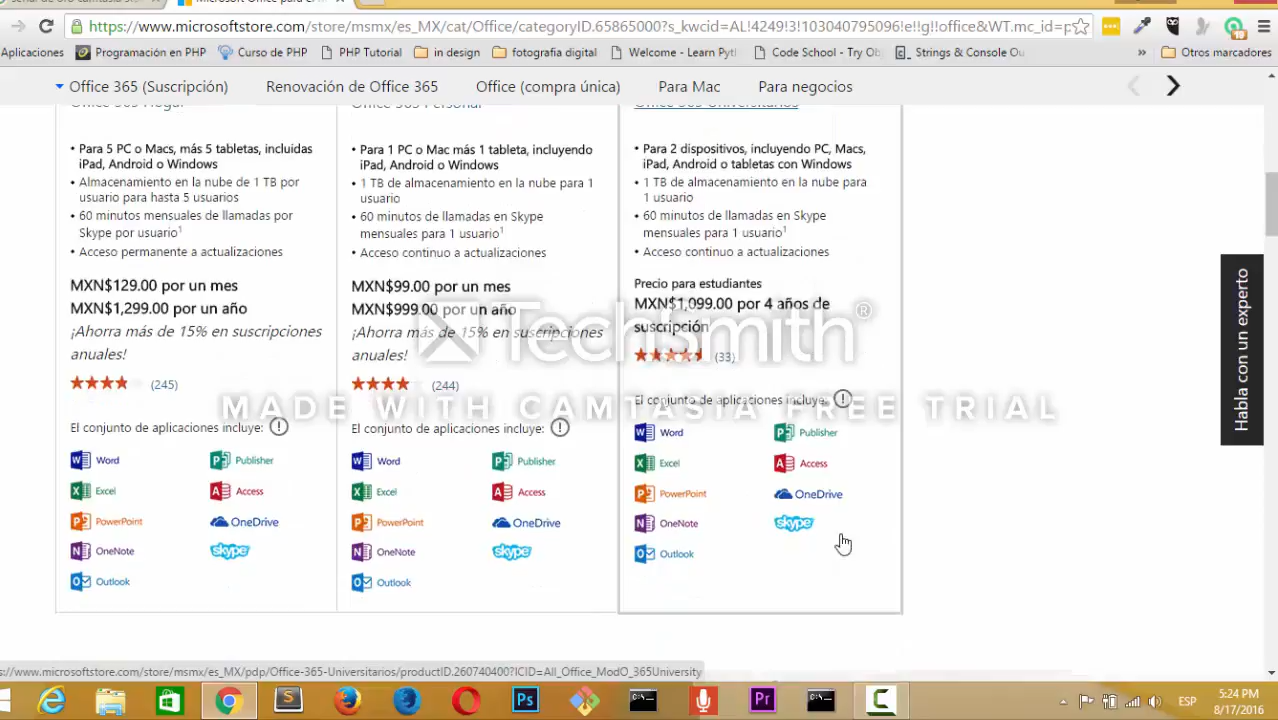 Microsoft Office para el
https://www.microsoftstore.com/store/msmx/es_MX/cat/Office/categoryID.65865000?s_kwcid=AL!4249!3!103040795096!e!!g!!office&WT.mc_id=p
19
Aplicaciones
Programación en PHP
Curso de PHP
PHP Tutorial
in design
fotografia digital
Welcome - Learn Pyt
Code School - Try Ob
Strings & Console Ou
»
Otros marcadores
Office 365 (Suscripción)
Renovación de Office 365
Office (compra única)
Para Mac
Para negocios
Office 365 Hogar
Office 365 Personal
Office 365 Universitarios
• Para 5 PC o Macs, más 5 tabletas, incluidas
iPad, Android o Windows
• Almacenamiento en la nube de 1 TB por
usuario para hasta 5 usuarios
• 60 minutos mensuales de llamadas por
Skype por usuario1
• Acceso permanente a actualizaciones
MXN$129.00 por un mes
MXN$1,299.00 por un año
¡Ahorra más de 15% en suscripciones
anuales!
(245)
El conjunto de aplicaciones incluye:
Word
Publisher
Excel
Access
PowerPoint
OneDrive
OneNote
skype
Outlook
• Para 1 PC o Mac más 1 tableta, incluyendo
iPad, Android o Windows
• 1 TB de almacenamiento en la nube para 1
usuario
• 60 minutos de llamadas en Skype
mensuales para 1 usuario1
• Acceso continuo a actualizaciones
MXN$99.00 por un mes
MXN$999.00 por un año
¡Ahorra más de 15% en suscripciones
anuales!
(244)
El conjunto de aplicaciones incluye:
Word
Publisher
Excel
Access
PowerPoint
OneDrive
OneNote
skype
Outlook
• Para 2 dispositivos, incluyendo PC, Macs,
iPad, Android o tabletas con Windows
• 1 TB de almacenamiento en la nube para
1 usuario
• 60 minutos de llamadas en Skype
mensuales para 1 usuario1
• Acceso continuo a actualizaciones
Precio para estudiantes
MXN$1,099.00 por 4 años de
suscripción
(33)
El conjunto de aplicaciones incluye:
Word
Publisher
Excel
Access
PowerPoint
OneDrive
OneNote
skype
Outlook
Habla con un experto
TechSmith®
MADE WITH CAMTASIA FREE TRIAL
s://www.microsoftstore.com/store/msmx/es_MX/pdp/Office-365-Universitarios/productID.260740400?ICID=All_Office_ModO_365University
ESP
5:24 PM
8/17/2016